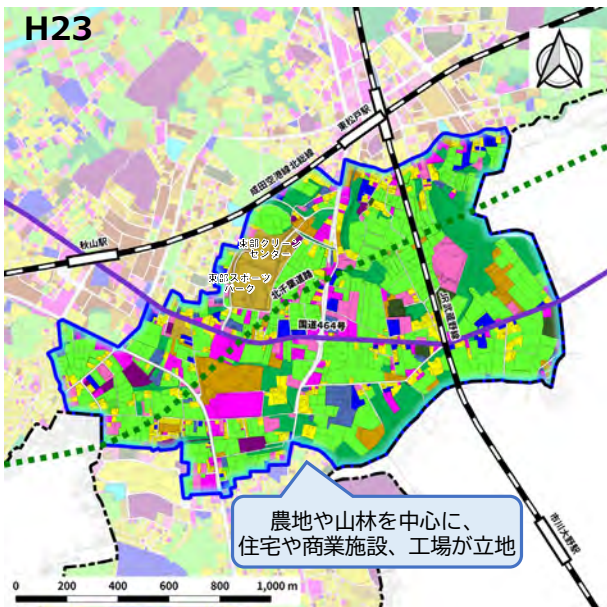 H23
東松戸駅
成田空港線・北総線
秋山駅
東部クリーン
センター
東部スポーツ
パーク
北千葉道路
国道464号
JR武蔵野線
農地や山林を中心に、
住宅や商業施設、工場が立地
市川大野駅
0 200 400 600 800 1,000 m